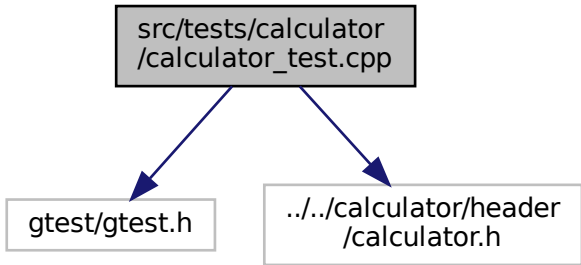 src/tests/calculator
/calculator_test.cpp
gtest/gtest.h
../../calculator/header
/calculator.h